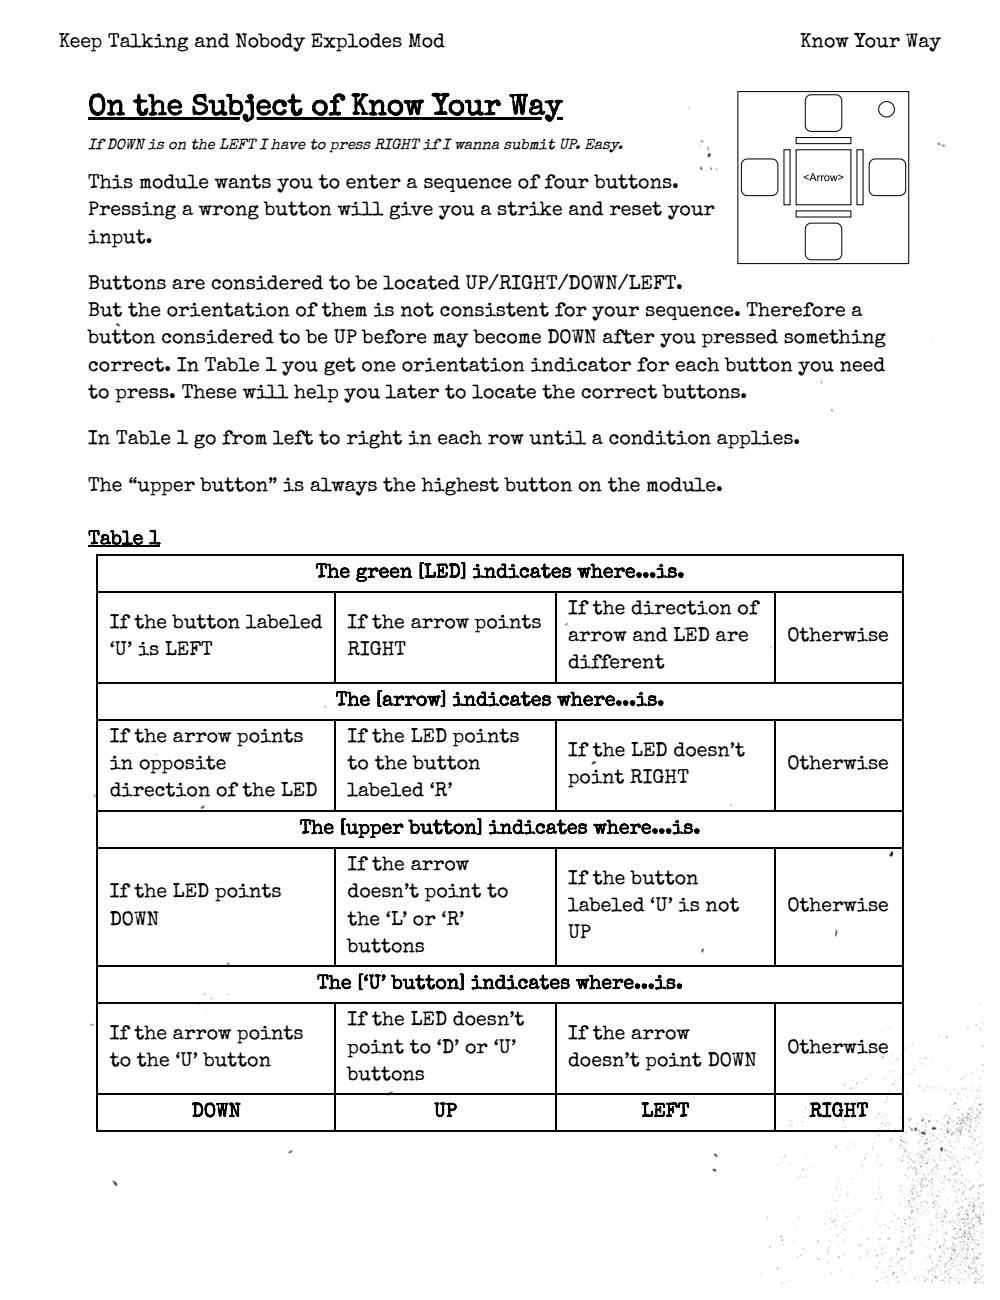 Keep Talking and Nobody Explodes Mod
Know Your Way
On the Subject of Know Your Way
If DOWN is on the LEFT I have to press RIGHT if I wanna submit UP. Easy.
This module wants you to enter a sequence of four buttons.
Pressing a wrong button will give you a strike and reset your
input.
<Arrow>
Buttons are considered to be located UP/RIGHT/DOWN/LEFT.
But the orientation of them is not consistent for your sequence. Therefore a
button considered to be UP before may become DOWN after you pressed something
correct. In Table 1 you get one orientation indicator for each button you need
to press. These will help you later to locate the correct buttons.
In Table 1 go from left to right in each row until a condition applies.
The “upper button” is always the highest button on the module.
Table 1
The green [LED] indicates where...is.
If the button labeled
‘U’ is LEFT
If the arrow points
RIGHT
If the direction of
arrow and LED are
different
Otherwise
The [arrow] indicates where...is.
If the arrow points
in opposite
direction of the LED
If the LED points
to the button
labeled ‘R’
If the LED doesn’t
point RIGHT
Otherwise
The [upper button] indicates where...is.
If the LED points
DOWN
If the arrow
doesn’t point to
the ‘L’ or ‘R’
buttons
If the button
labeled ‘U’ is not
UP
Otherwise
The [‘U’ button] indicates where...is.
If the arrow points
to the ‘U’ button
If the LED doesn’t
point to ‘D’ or ‘U’
buttons
If the arrow
doesn’t point DOWN
Otherwise
DOWN
UP
LEFT
RIGHT